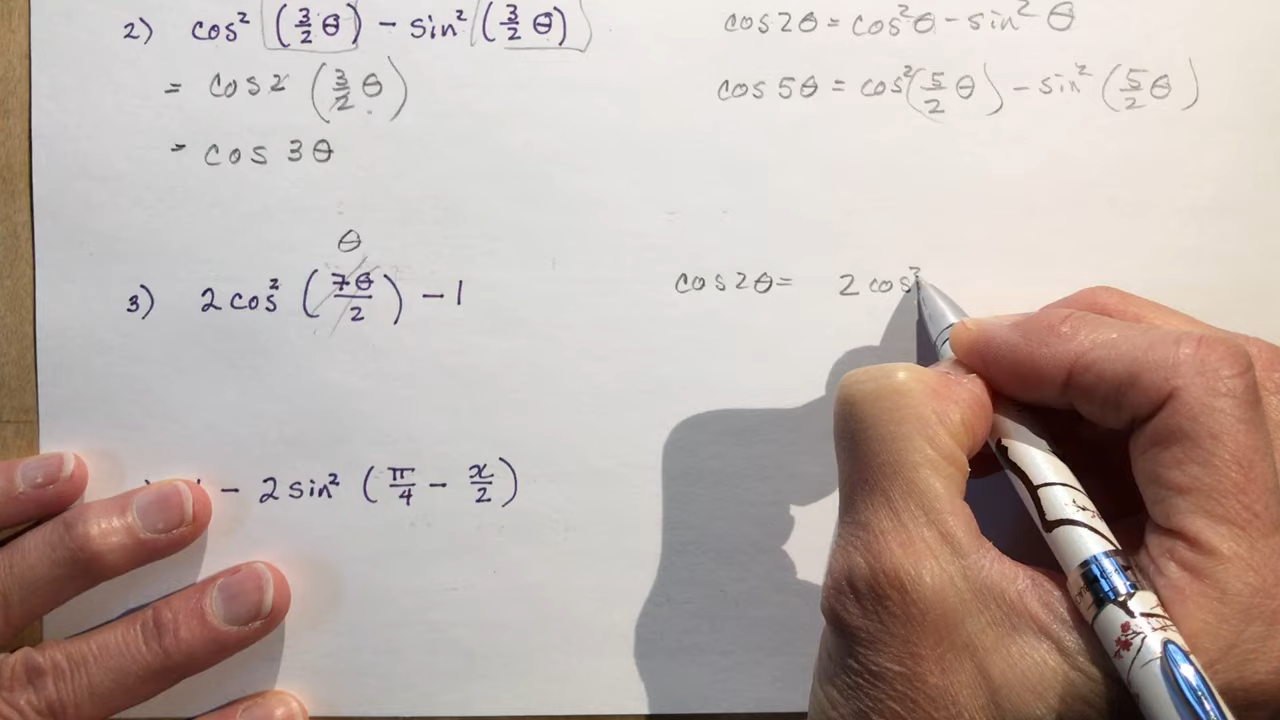 2) cos² (3/2 θ) - sin² (3/2 θ)
= cos 2 (3/2 θ)
= cos 3θ
cos 2θ = cos²θ - sin² θ
cos 5θ = cos² (5/2 θ) - sin² (5/2 θ)
θ
3) 2 cos² (7θ/2) - 1
cos 2θ = 2 cos²
- 2 sin² (π/4 - x/2)